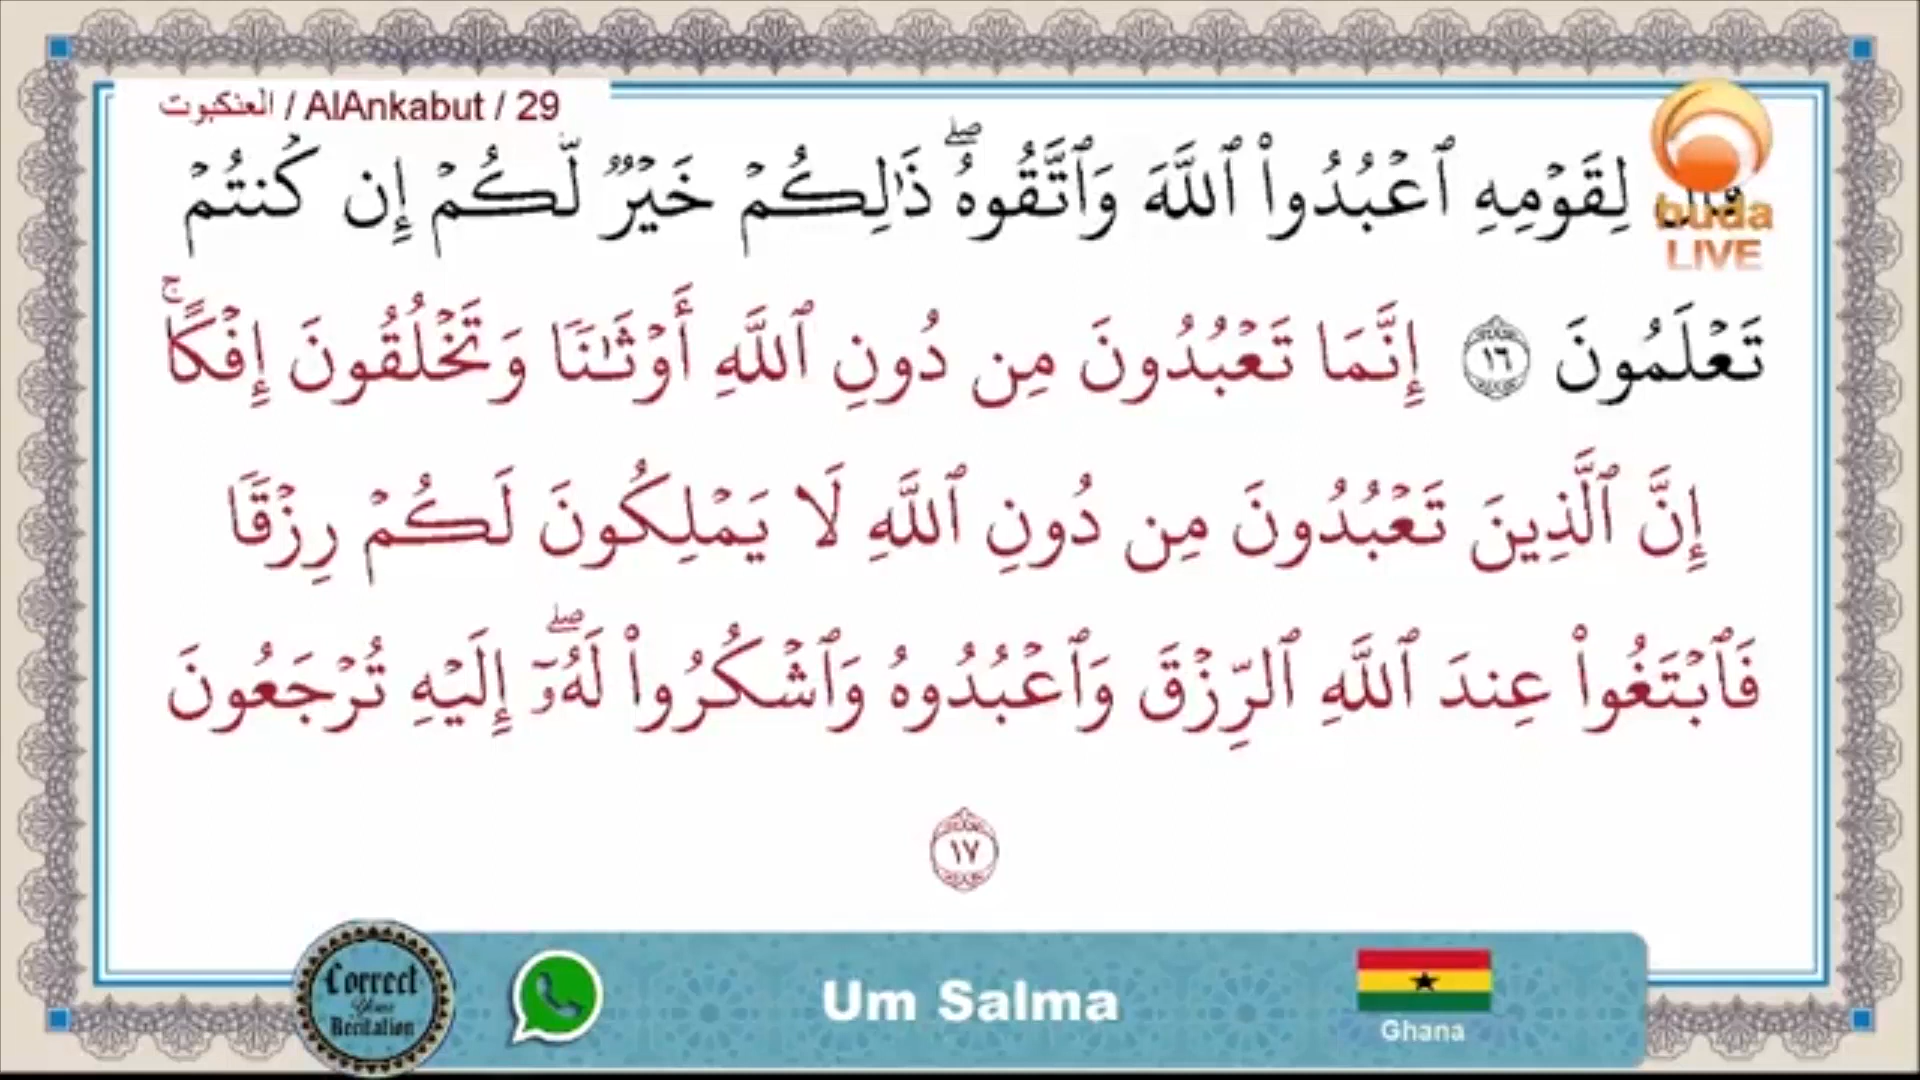 العنكبوت / AlAnkabut / 29
huda
LIVE
قَالَ لِقَوْمِهِ ٱعْبُدُوا۟ ٱللَّهَ وَٱتَّقُوهُ ۖ ذَٰلِكُمْ خَيْرٌ لَّكُمْ إِن كُنتُمْ
تَعْلَمُونَ ١٦ إِنَّمَا تَعْبُدُونَ مِن دُونِ ٱللَّهِ أَوْثَـٰنًا وَتَخْلُقُونَ إِفْكًا ۚ
إِنَّ ٱلَّذِينَ تَعْبُدُونَ مِن دُونِ ٱللَّهِ لَا يَمْلِكُونَ لَكُمْ رِزْقًا
فَٱبْتَغُوا۟ عِندَ ٱللَّهِ ٱلرِّزْقَ وَٱعْبُدُوهُ وَٱشْكُرُوا۟ لَهُۥٓ ۖ إِلَيْهِ تُرْجَعُونَ
١٧
Correct
Your
Recitation
Um Salma
Ghana